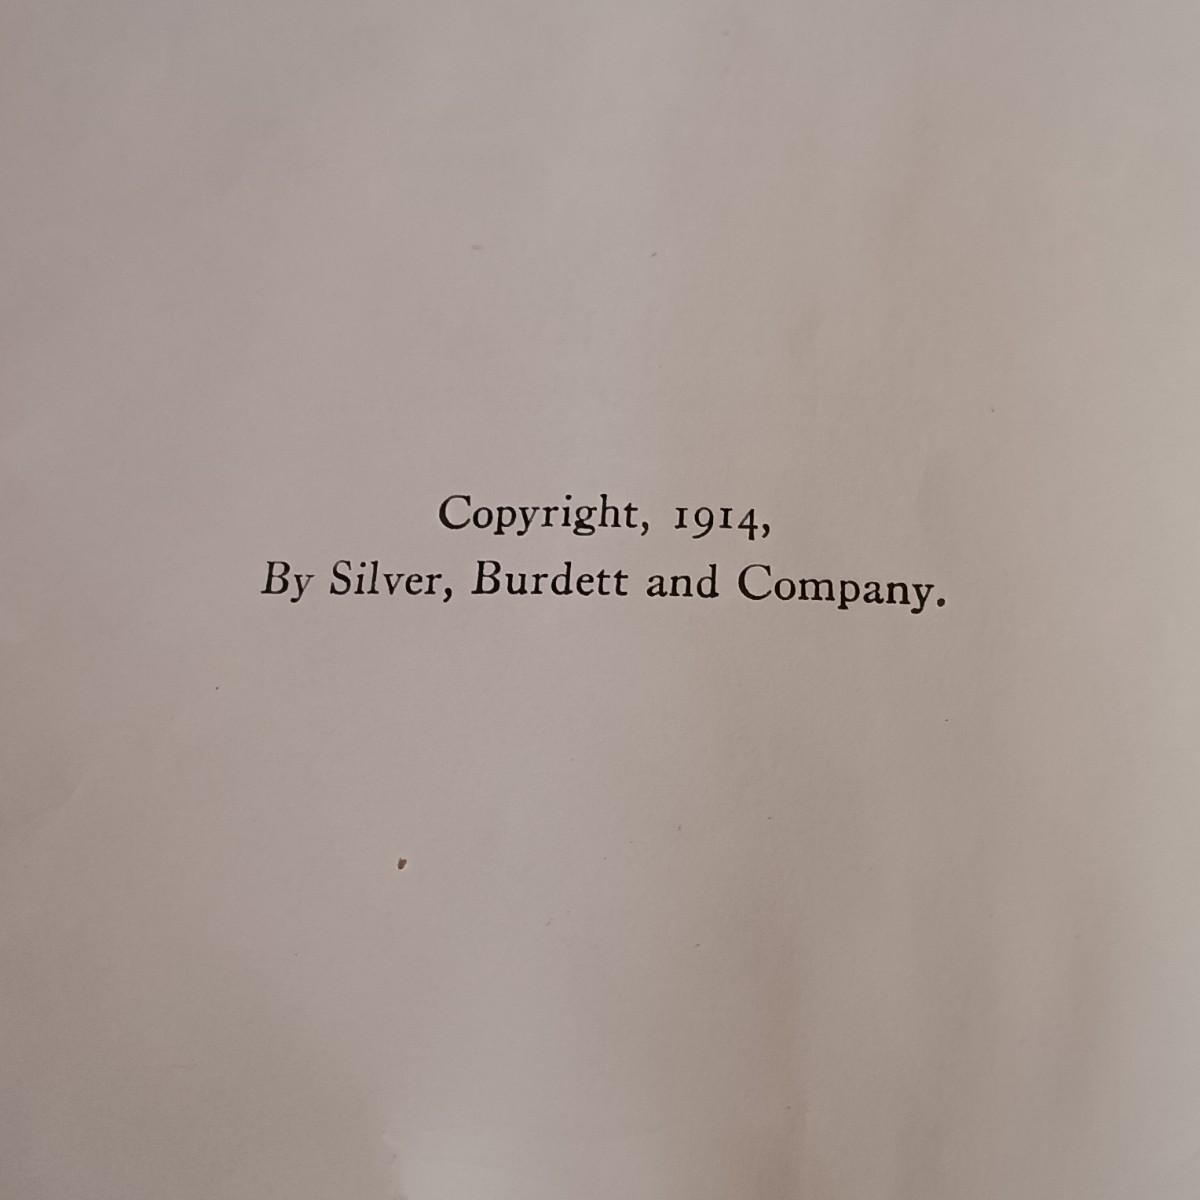 Copyright, 1914,
By Silver, Burdett and Company.